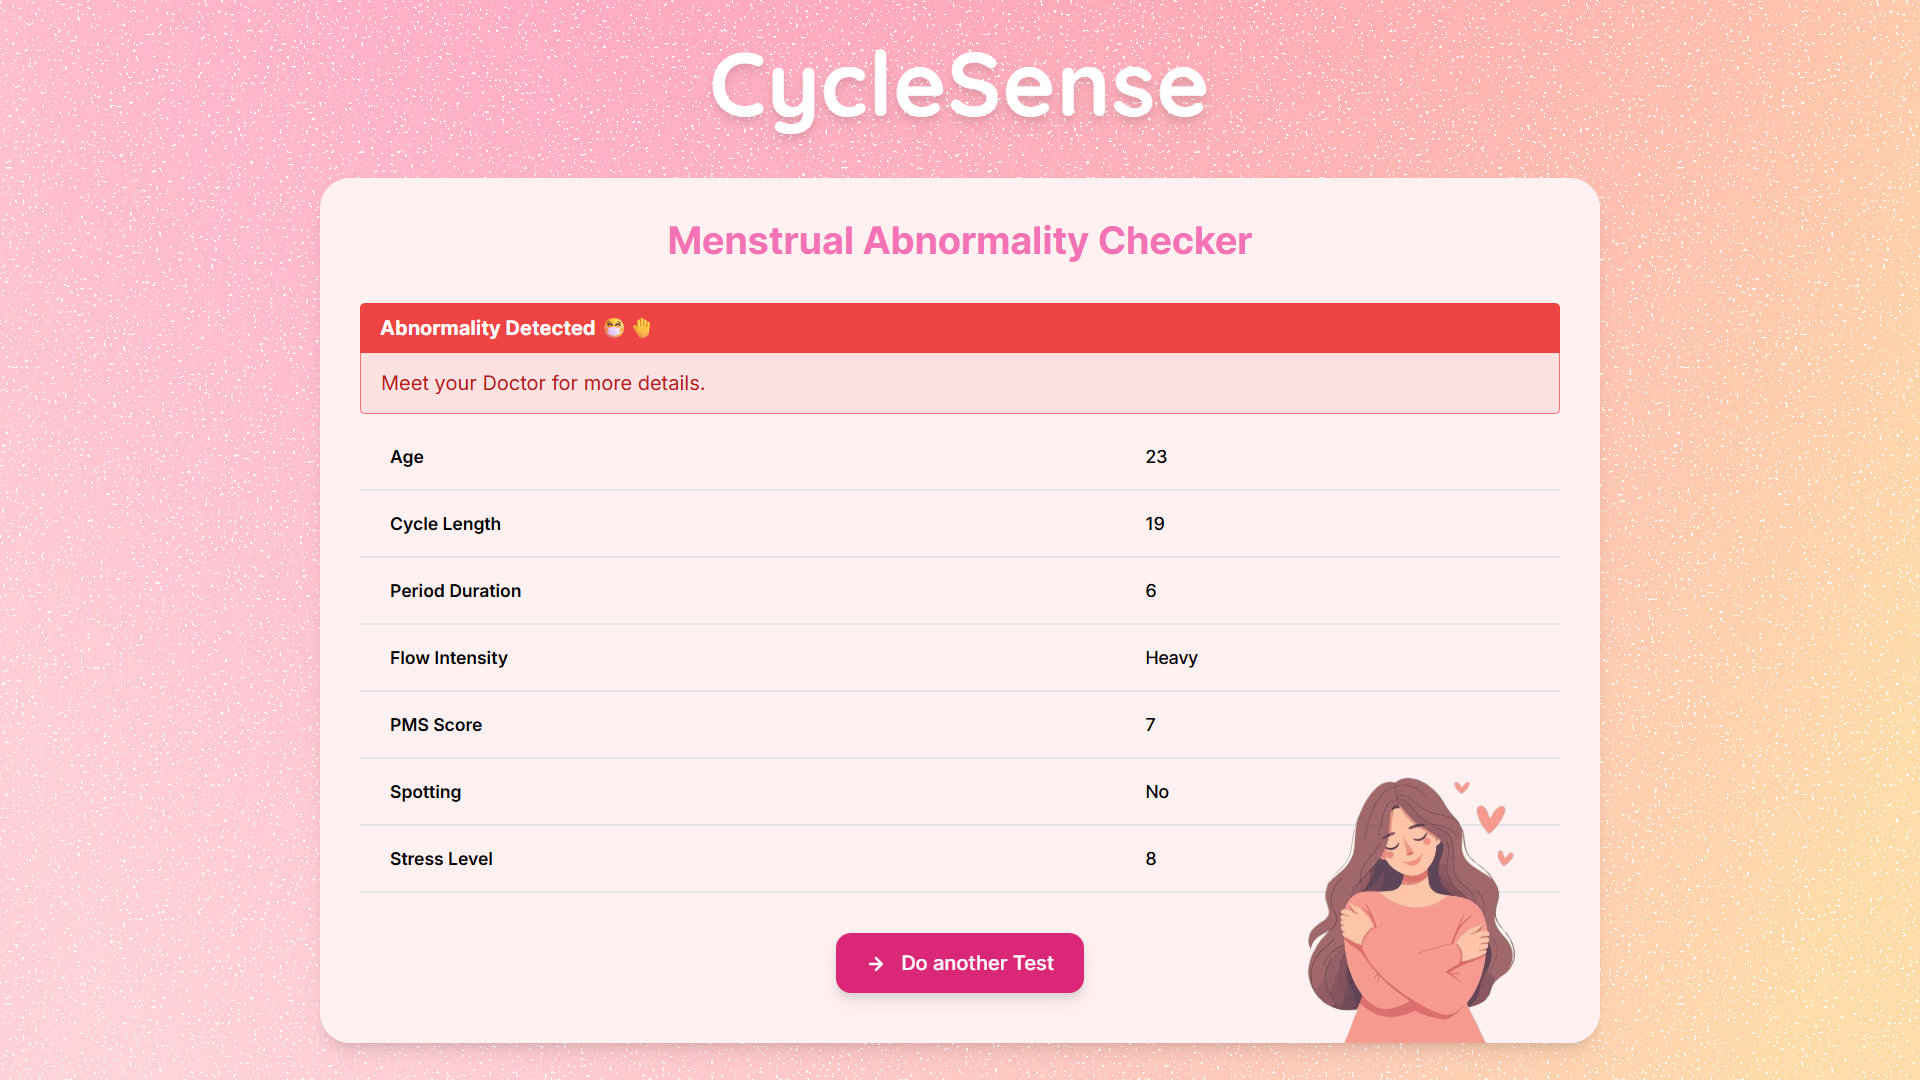 CycleSense
Menstrual Abnormality Checker
Abnormality Detected 😷 🤚
Meet your Doctor for more details.
Age 23
Cycle Length 19
Period Duration 6
Flow Intensity Heavy
PMS Score 7
Spotting No
Stress Level 8
→ Do another Test